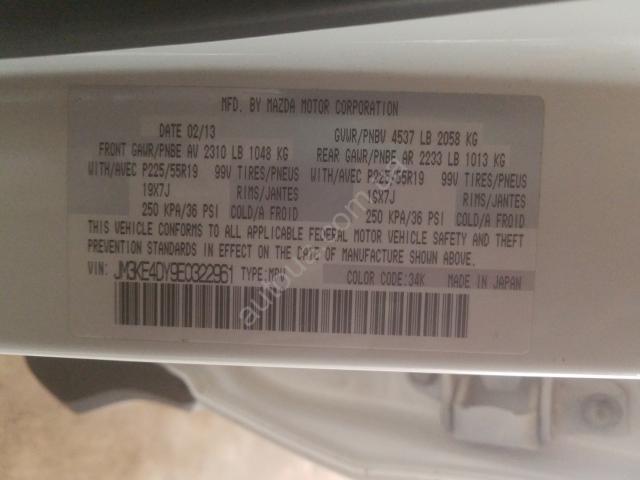 MFD. BY MAZDA MOTOR CORPORATION
DATE 02/13 GVWR/PNBV 4537 LB 2058 KG
FRONT GAWR/PNBE AV 2310 LB 1048 KG REAR GAWR/PNBE AR 2233 LB 1013 KG
WITH/AVEC P225/55R19 99V TIRES/PNEUS WITH/AVEC P225/55R19 99V TIRES/PNEUS
19X7J RIMS/JANTES 19X7J RIMS/JANTES
250 KPA/36 PSI COLD/A FROID 250 KPA/36 PSI COLD/A FROID
THIS VEHICLE CONFORMS TO ALL APPLICABLE FEDERAL MOTOR VEHICLE SAFETY AND THEFT
PREVENTION STANDARDS IN EFFECT ON THE DATE OF MANUFACTURE SHOWN ABOVE.
VIN: JM3KE4DY9E0322961 TYPE:MPV COLOR CODE:34K MADE IN JAPAN